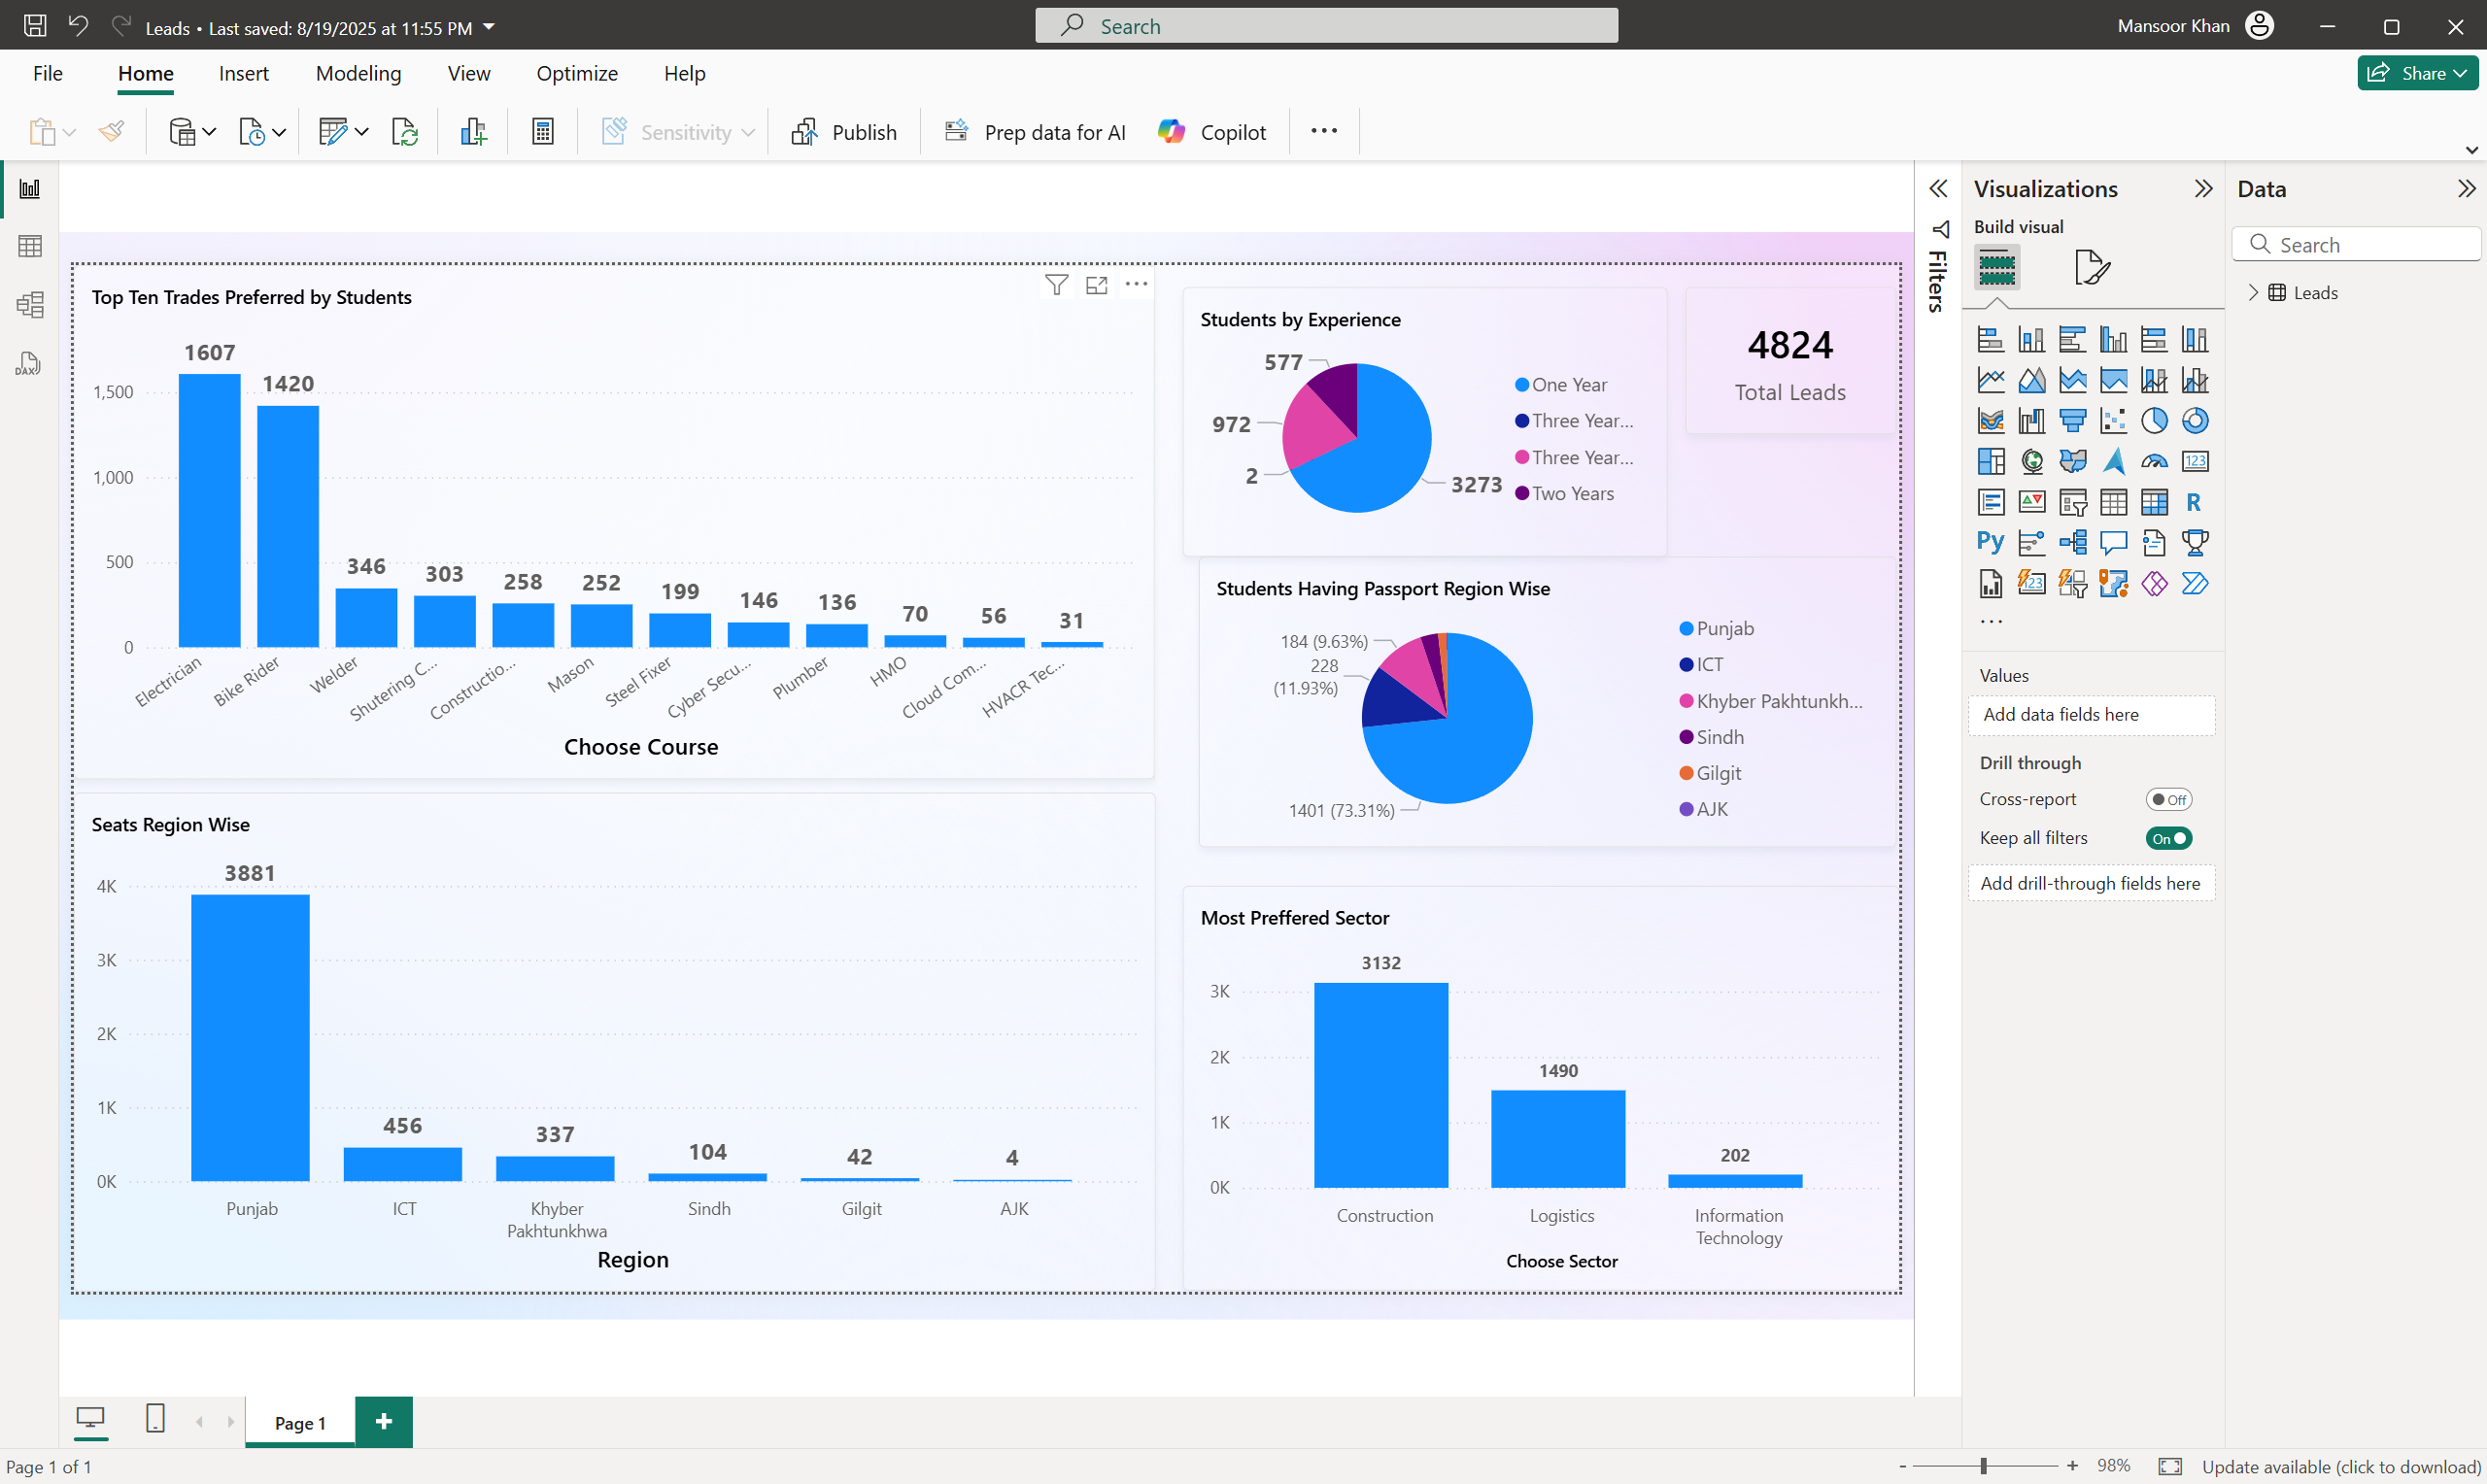 Leads • Last saved: 8/19/2025 at 11:55 PM
Search
Mansoor Khan
File
Home
Insert
Modeling
View
Optimize
Help
Share
Sensitivity
Publish
Prep data for AI
Copilot
DAX
Top Ten Trades Preferred by Students
1607
1420
346
303
258
252
199
146
136
70
56
31
1,500
1,000
500
0
Electrician
Bike Rider
Welder
Shutering C...
Constructio...
Mason
Steel Fixer
Cyber Secu...
Plumber
HMO
Cloud Com...
HVACR Tec...
Choose Course
Students by Experience
577
972
2
3273
One Year
Three Year...
Three Year...
Two Years
4824
Total Leads
Students Having Passport Region Wise
184 (9.63%)
228
(11.93%)
1401 (73.31%)
Punjab
ICT
Khyber Pakhtunkh...
Sindh
Gilgit
AJK
Seats Region Wise
3881
456
337
104
42
4
4K
3K
2K
1K
0K
Punjab
ICT
Khyber
Pakhtunkhwa
Sindh
Gilgit
AJK
Region
Most Preffered Sector
3132
1490
202
3K
2K
1K
0K
Construction
Logistics
Information
Technology
Choose Sector
Filters
Visualizations
Build visual
123
R
Py
123
Values
Add data fields here
Drill through
Cross-report
Off
Keep all filters
On
Add drill-through fields here
Data
Search
Leads
Page 1
Page 1 of 1
98%
Update available (click to download)